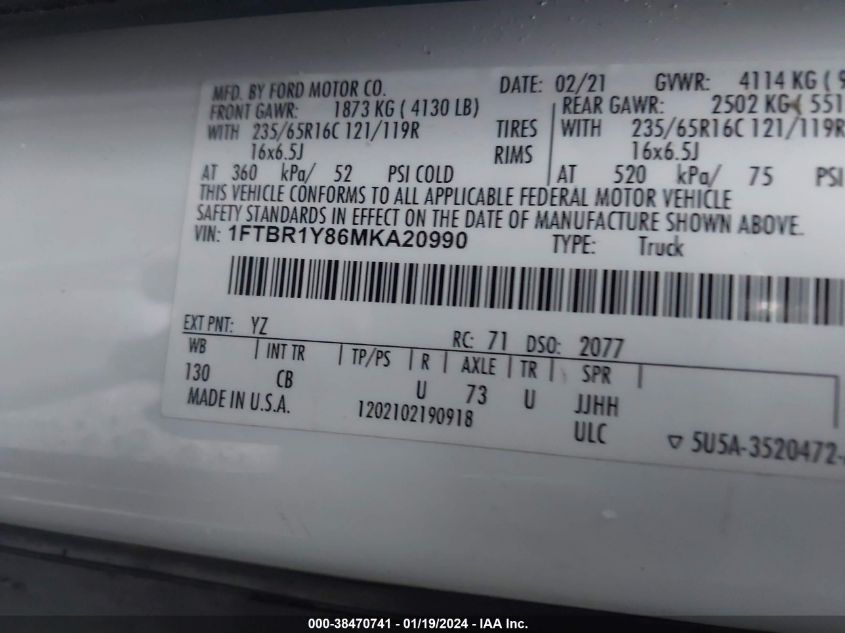 MFD. BY FORD MOTOR CO. DATE: 02/21 GVWR: 4114 KG ( 9
FRONT GAWR: 1873 KG ( 4130 LB) REAR GAWR: 2502 KG ( 551
WITH 235/65R16C 121/119R TIRES WITH 235/65R16C 121/119R
16x6.5J RIMS 16x6.5J
AT 360 kPa/ 52 PSI COLD AT 520 kPa/ 75 PSI
THIS VEHICLE CONFORMS TO ALL APPLICABLE FEDERAL MOTOR VEHICLE
SAFETY STANDARDS IN EFFECT ON THE DATE OF MANUFACTURE SHOWN ABOVE.
VIN: 1FTBR1Y86MKA20990 TYPE: Truck
EXT PNT: YZ RC: 71 DSO: 2077
WB INT TR TP/PS R AXLE TR SPR
130 CB U 73 U JJHH
MADE IN U.S.A. 1202102190918 ULC ▽ 5U5A-3520472-
000-38470741 - 01/19/2024 - IAA Inc.